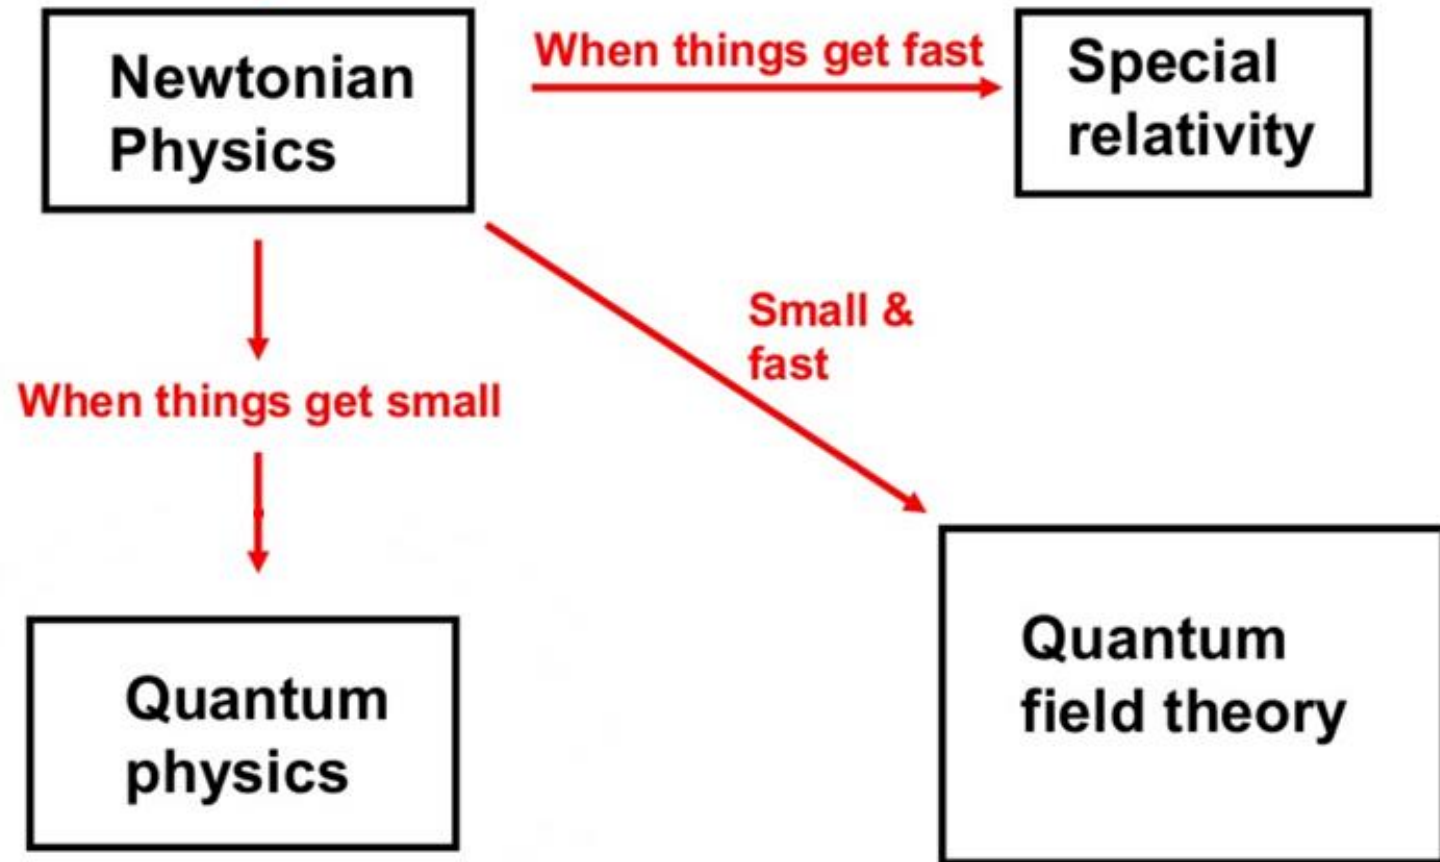 Newtonian
Physics
When things get fast
Special
relativity
Small &
fast
When things get small
Quantum
physics
Quantum
field theory